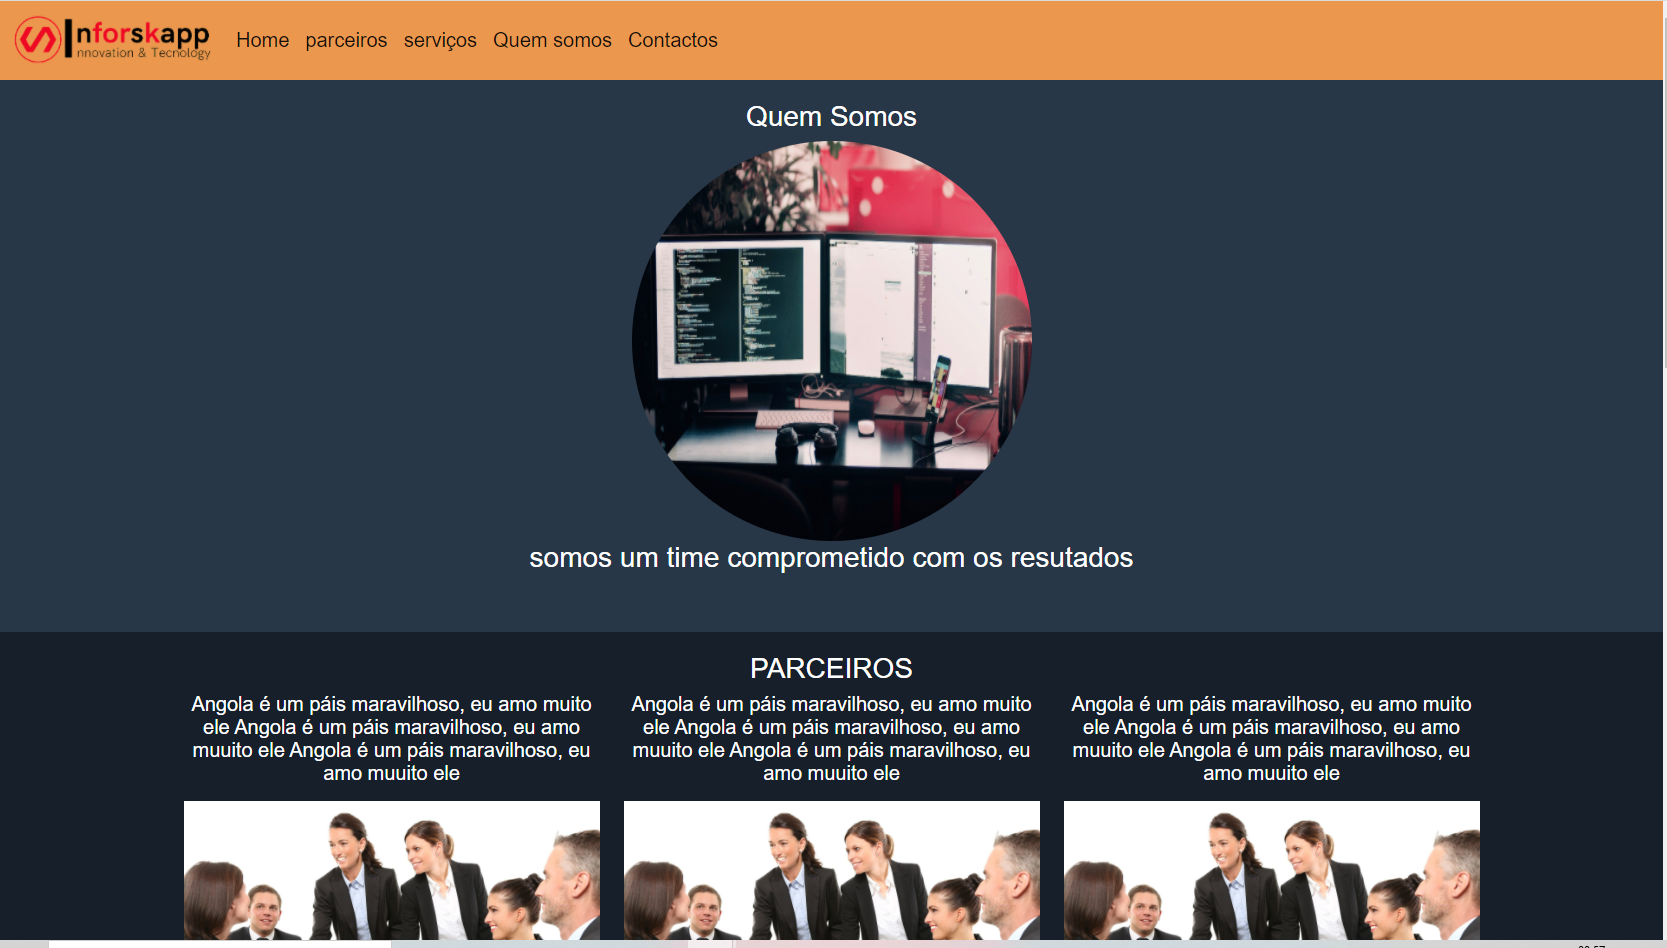 Inforskapp
Innovation & Tecnology
Home parceiros serviços Quem somos Contactos
Quem Somos
somos um time comprometido com os resutados
PARCEIROS
Angola é um páis maravilhoso, eu amo muito
ele Angola é um páis maravilhoso, eu amo
muuito ele Angola é um páis maravilhoso, eu
amo muuito ele
Angola é um páis maravilhoso, eu amo muito
ele Angola é um páis maravilhoso, eu amo
muuito ele Angola é um páis maravilhoso, eu
amo muuito ele
Angola é um páis maravilhoso, eu amo muito
ele Angola é um páis maravilhoso, eu amo
muuito ele Angola é um páis maravilhoso, eu
amo muuito ele